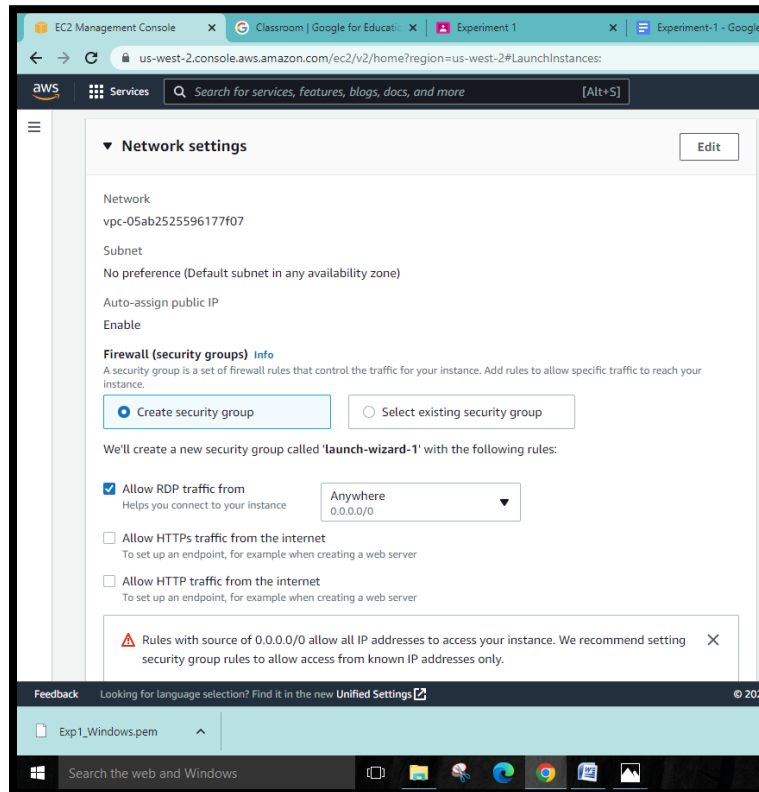 EC2 Management Console
Classroom | Google for Educatio
Experiment 1
Experiment-1 - Google
us-west-2.console.aws.amazon.com/ec2/v2/home?region=us-west-2#LaunchInstances:
aws
Services
Search for services, features, blogs, docs, and more
[Alt+S]
Network settings
Edit
Network
vpc-05ab2525596177f07
Subnet
No preference (Default subnet in any availability zone)
Auto-assign public IP
Enable
Firewall (security groups) Info
A security group is a set of firewall rules that control the traffic for your instance. Add rules to allow specific traffic to reach your
instance.
Create security group
Select existing security group
We'll create a new security group called 'launch-wizard-1' with the following rules:
Allow RDP traffic from
Helps you connect to your instance
Anywhere
0.0.0.0/0
Allow HTTPs traffic from the internet
To set up an endpoint, for example when creating a web server
Allow HTTP traffic from the internet
To set up an endpoint, for example when creating a web server
Rules with source of 0.0.0.0/0 allow all IP addresses to access your instance. We recommend setting
security group rules to allow access from known IP addresses only.
Feedback
Looking for language selection? Find it in the new Unified Settings
© 202
Exp1_Windows.pem
Search the web and Windows